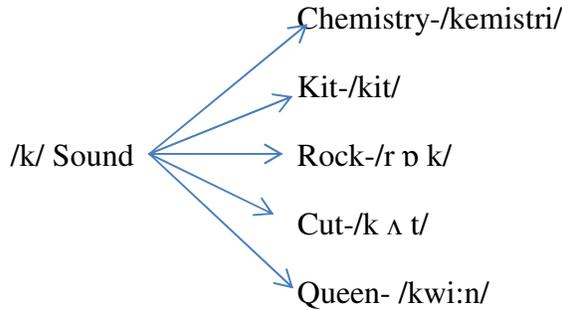 Chemistry-/kemistri/
Kit-/kit/
/k/ Sound
Rock-/r ɒ k/
Cut-/k ʌ t/
Queen- /kwi:n/